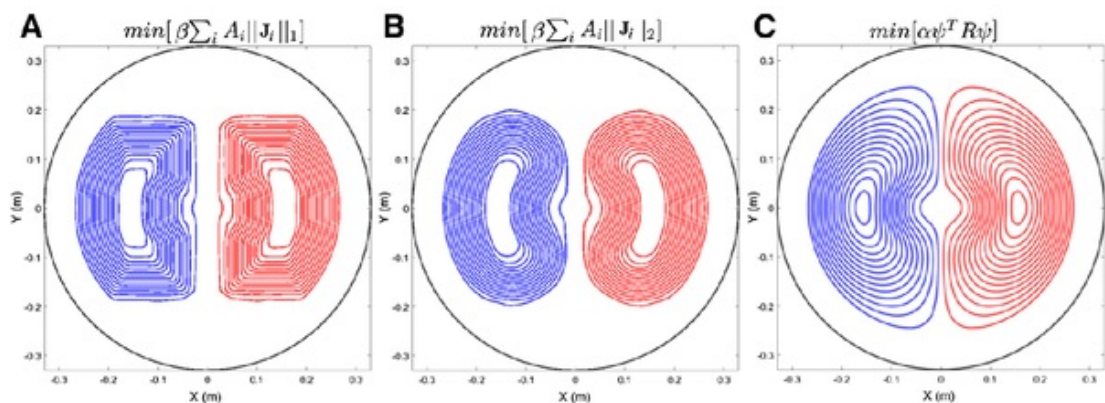 A
min[β∑ᵢ Aᵢ||Jᵢ||₁]
B
min[β∑ᵢ Aᵢ|| Jᵢ |₂]
C
min[αψᵀ Rψ]
Y (m)
0.3
0.2
0.1
0
-0.1
-0.2
-0.3
-0.3 -0.2 -0.1 0 0.1 0.2 0.3
X (m)
Y (m)
0.3
0.2
0.1
0
-0.1
-0.2
-0.3
-0.3 -0.2 -0.1 0 0.1 0.2 0.3
X (m)
Y (m)
0.3
0.2
0.1
0
-0.1
-0.2
-0.3
-0.3 -0.2 -0.1 0 0.1 0.2 0.3
X (m)